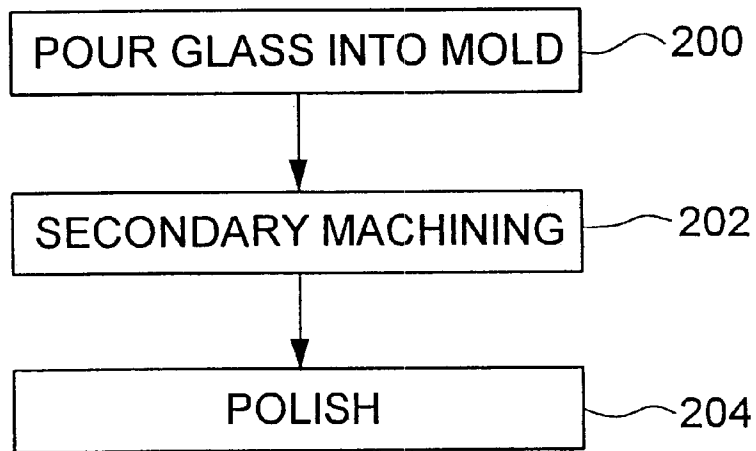 POUR GLASS INTO MOLD 200
SECONDARY MACHINING 202
POLISH 204